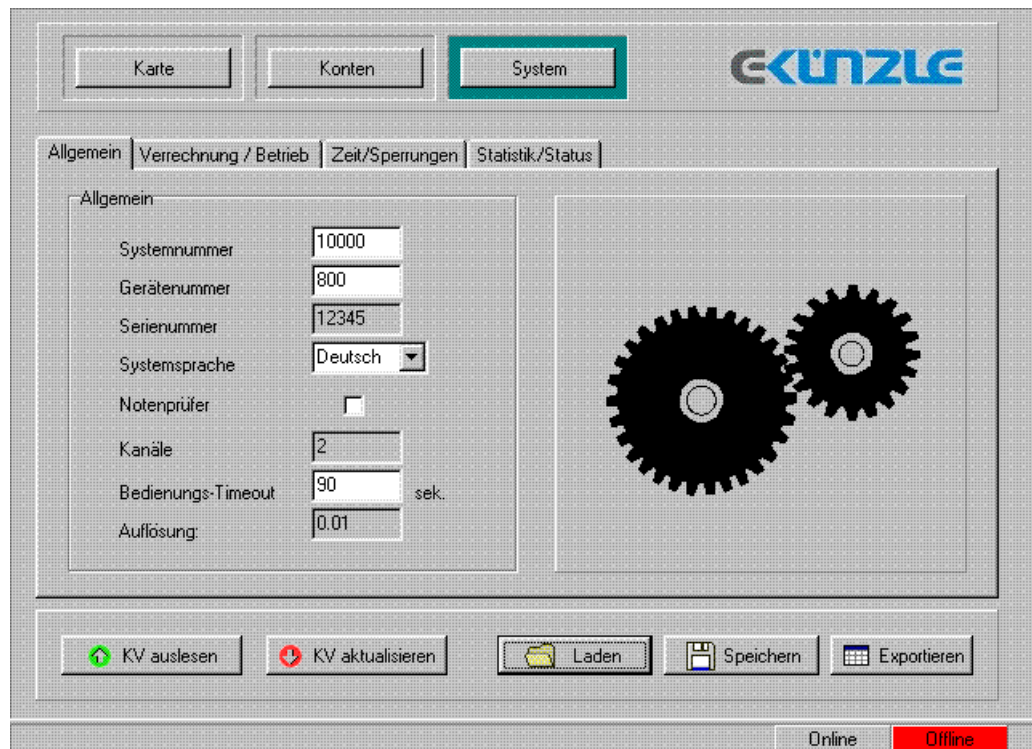 Karte Konten System EKÜNZLE
Allgemein Verrechnung / Betrieb Zeit/Sperrungen Statistik/Status
Allgemein
Systemnummer 10000
Gerätenummer 800
Serienummer 12345
Systemsprache Deutsch
Notenprüfer
Kanäle 2
Bedienungs-Timeout 90 sek.
Auflösung: 0.01
KV auslesen KV aktualisieren Laden Speichern Exportieren
Online Offline